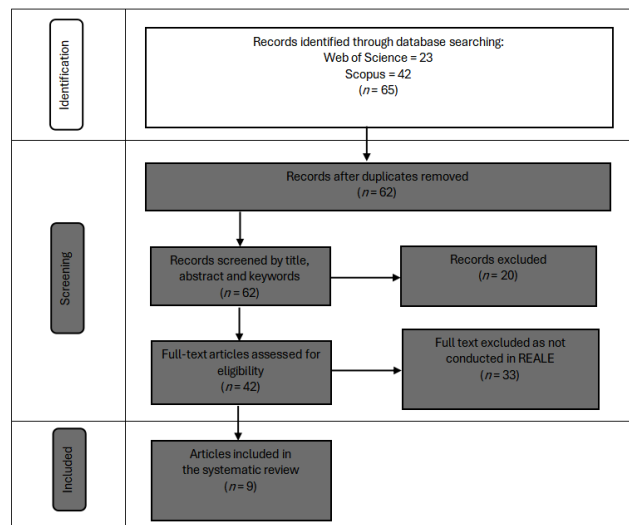 Identification
Records identified through database searching:
Web of Science = 23
Scopus = 42
(n = 65)
Screening
Records after duplicates removed
(n = 62)
Records screened by title,
abstract and keywords
(n = 62)
Records excluded
(n = 20)
Full-text articles assessed for
eligibility
(n = 42)
Full text excluded as not
conducted in REALE
(n = 33)
Included
Articles included in
the systematic review
(n = 9)